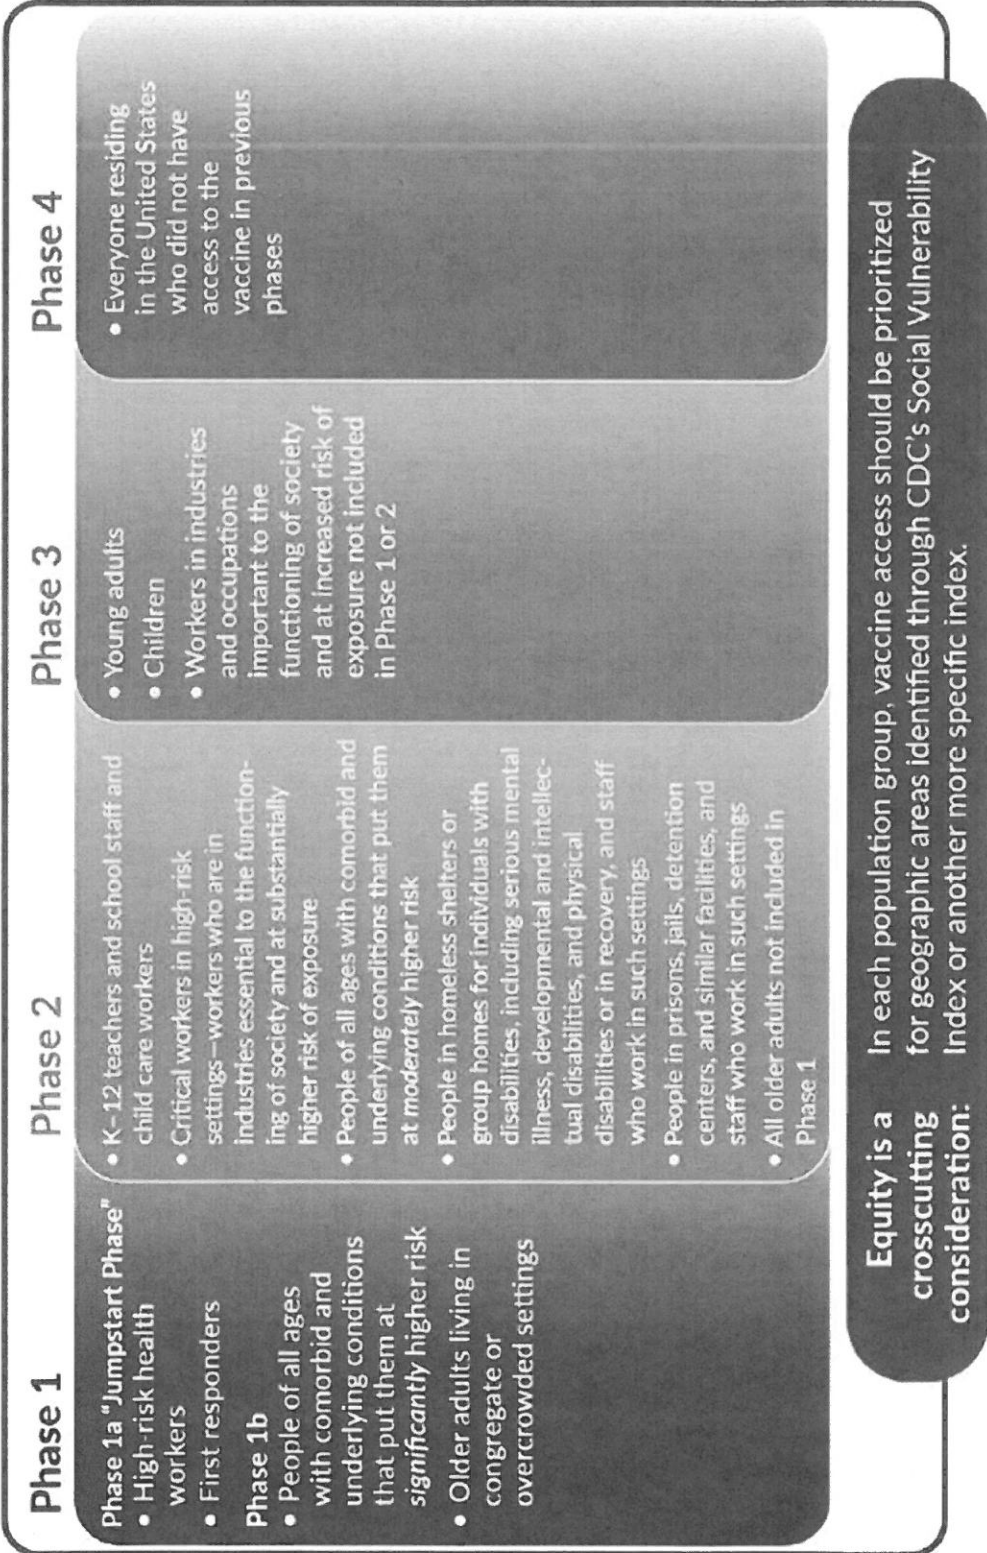 Phase 1
Phase 1a "Jumpstart Phase"
• High-risk health
workers
• First responders
Phase 1b
• People of all ages
with comorbid and
underlying conditions
that put them at
significantly higher risk
• Older adults living in
congregate or
overcrowded settings
Phase 2
• K–12 teachers and school staff and
child care workers
• Critical workers in high-risk
settings—workers who are in
industries essential to the function-
ing of society and at substantially
higher risk of exposure
• People of all ages with comorbid and
underlying conditions that put them
at moderately higher risk
• People in homeless shelters or
group homes for individuals with
disabilities, including serious mental
illness, developmental and intellec-
tual disabilities, and physical
disabilities or in recovery, and staff
who work in such settings
• People in prisons, jails, detention
centers, and similar facilities, and
staff who work in such settings
• All older adults not included in
Phase 1
Phase 3
• Young adults
• Children
• Workers in industries
and occupations
important to the
functioning of society
and at increased risk of
exposure not included
in Phase 1 or 2
Phase 4
• Everyone residing
in the United States
who did not have
access to the
vaccine in previous
phases
Equity is a
crosscutting
consideration:
In each population group, vaccine access should be prioritized
for geographic areas identified through CDC's Social Vulnerability
Index or another more specific index.